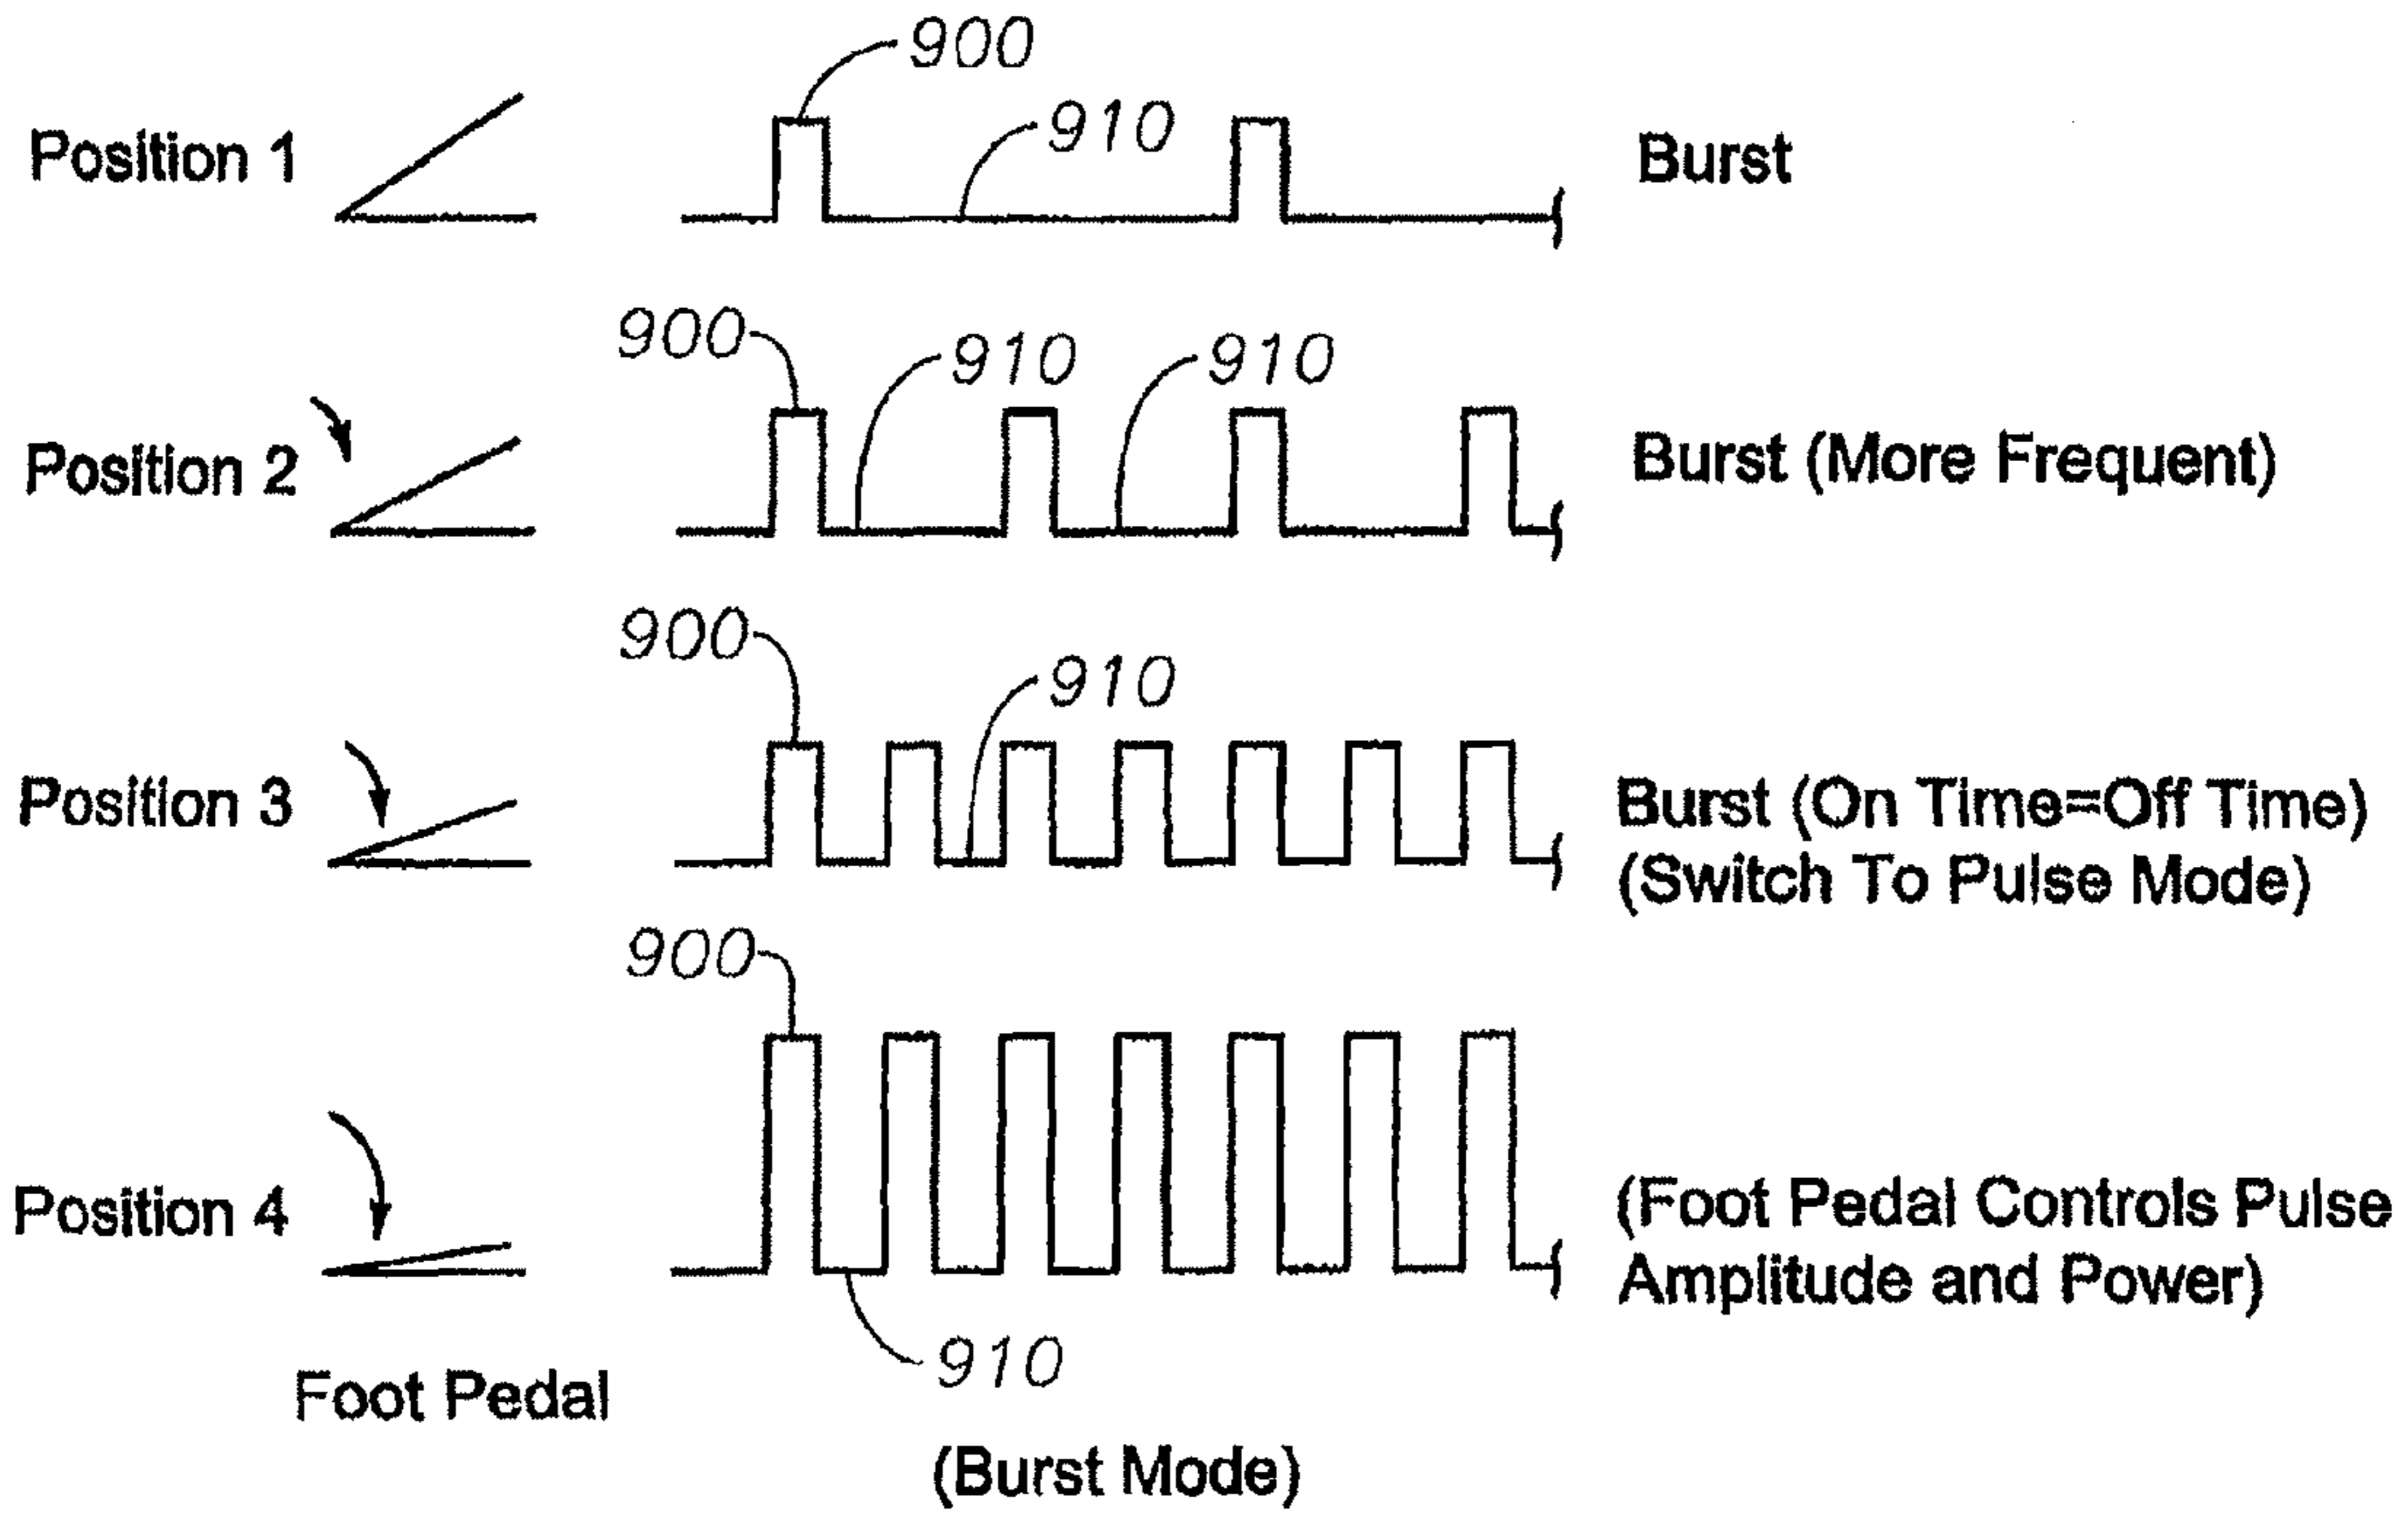 900
910
Position 1
Burst
900
910
910
Position 2
Burst (More Frequent)
900
910
Position 3
Burst (On Time=Off Time)
(Switch To Pulse Mode)
900
Position 4
(Foot Pedal Controls Pulse
Amplitude and Power)
910
Foot Pedal
(Burst Mode)